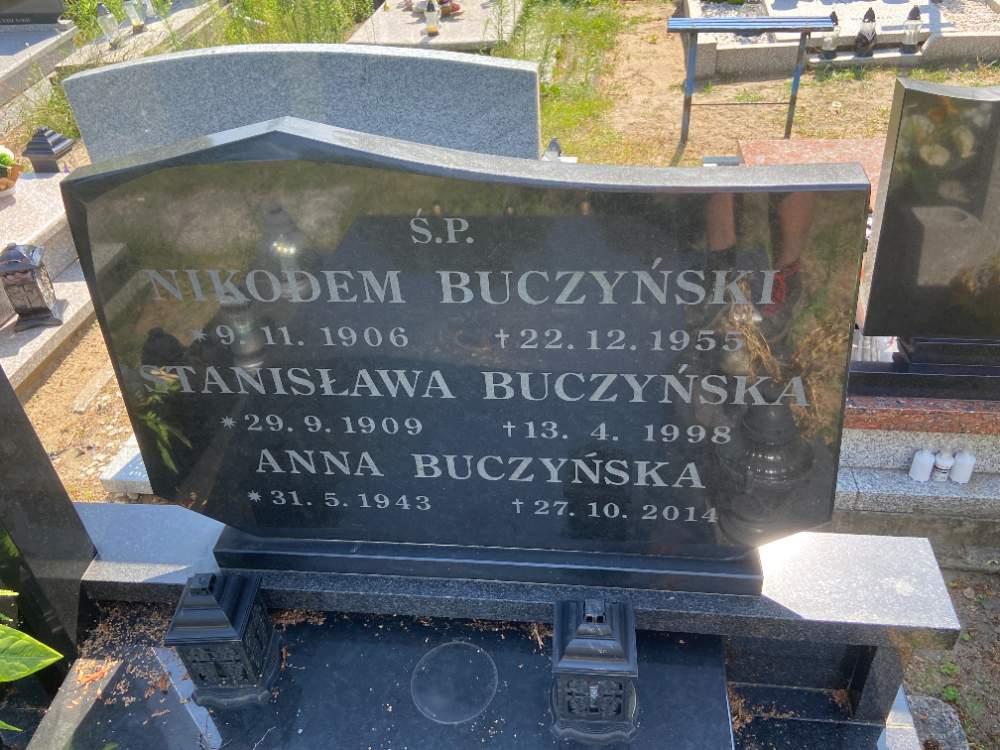 Ś.P.
NIKODEM BUCZYŃSKI
* 9. 11. 1906 † 22. 12. 1955
STANISŁAWA BUCZYŃSKA
* 29. 9. 1909 † 13. 4. 1998
ANNA BUCZYŃSKA
* 31. 5. 1943 † 27. 10. 2014